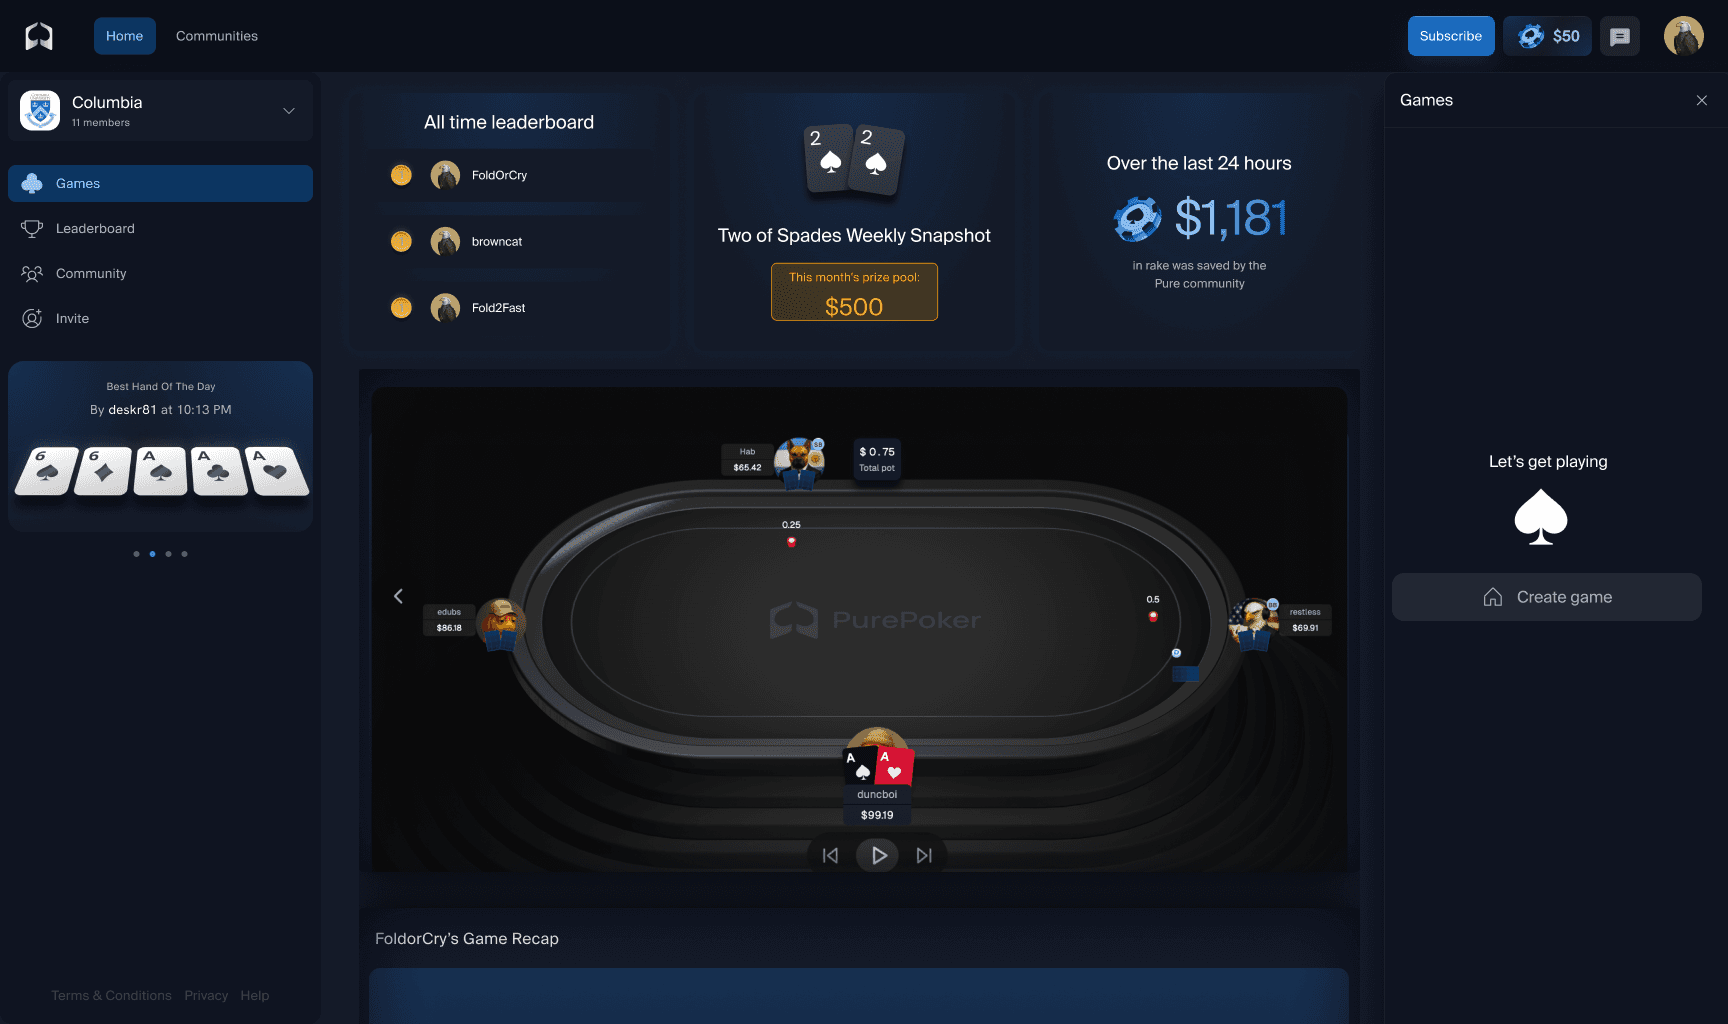 Home
Communities
Subscribe
$50
Columbia
11 members
Games
Leaderboard
Community
Invite
Best Hand Of The Day
By deskr81 at 10:13 PM
6
6
A
A
A
Terms & Conditions
Privacy
Help
All time leaderboard
FoldOrCry
browncat
Fold2Fast
2
2
Two of Spades Weekly Snapshot
This month's prize pool:
$500
Over the last 24 hours
$1,181
in rake was saved by the
Pure community
Hab
$65.42
SB
$ 0.75
Total pot
0.25
edubs
$86.18
PurePoker
0.5
BB
restless
$69.91
A
A
duncboi
$99.19
FoldorCry's Game Recap
Games
Let's get playing
Create game